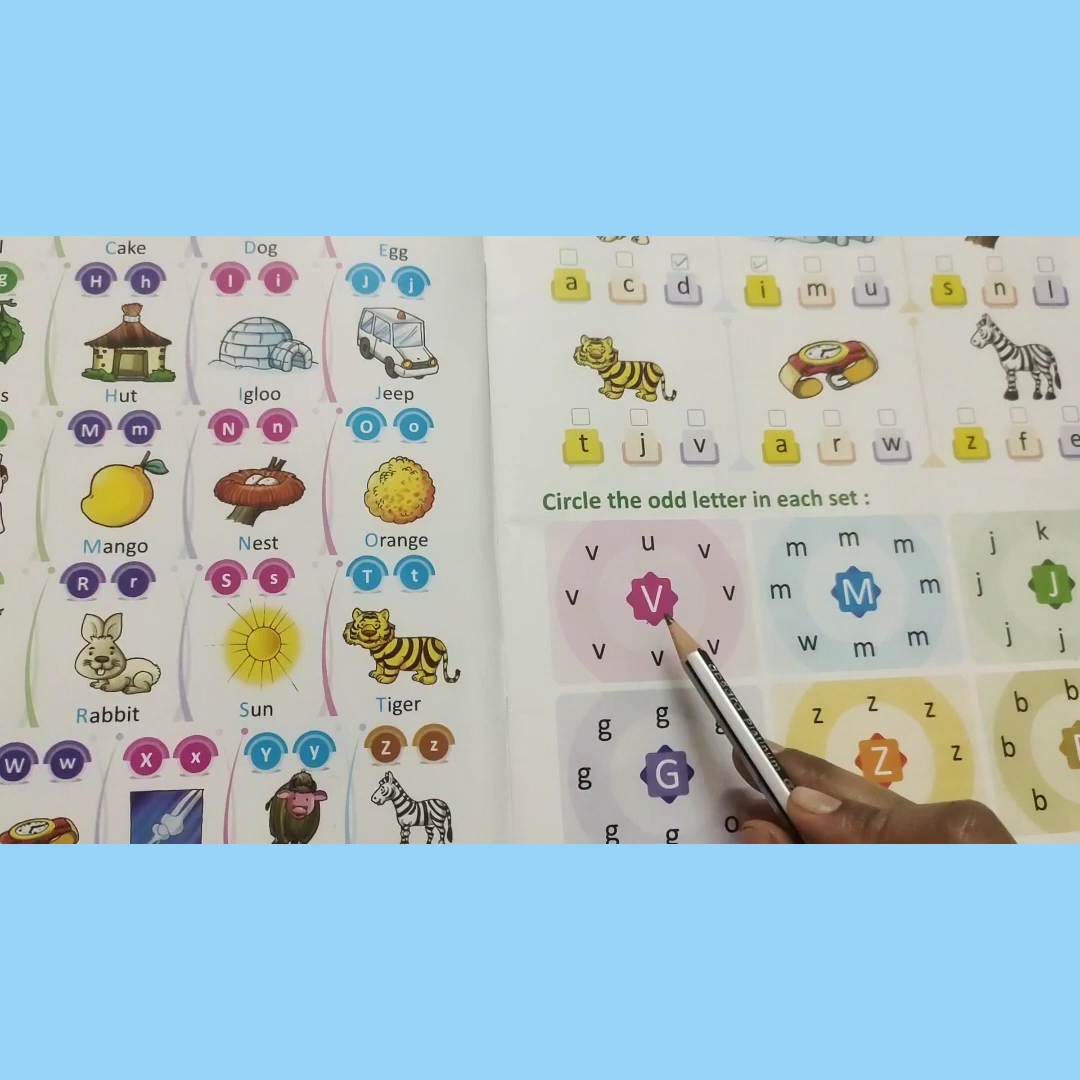 Cake Dog Egg
g H h I i J j
s Hut Igloo Jeep
M m N n O o
Mango Nest Orange
R r S s T t
Rabbit Sun Tiger
W w X x Y y Z z
a c d i m u s n l
t j v a r w z f e
Circle the odd letter in each set :
v u v
v V v
v v v
m m m
m M m
w m m
j k
j J
j j
g g
g G
g g o
z z z
Z z
b b
b
b